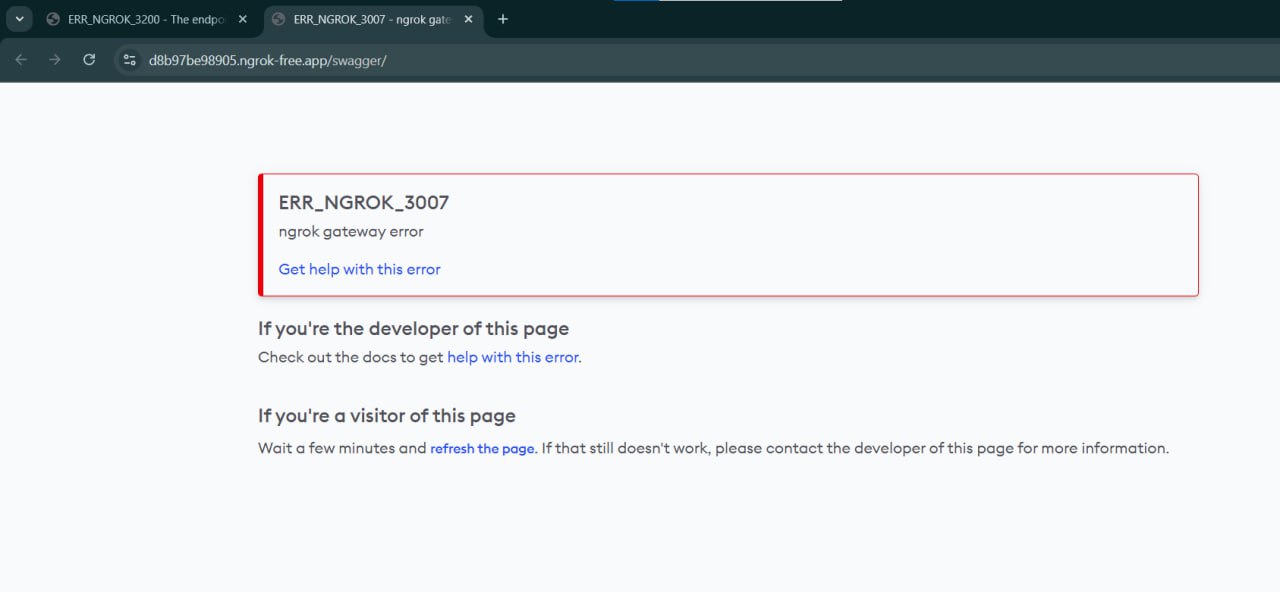 ERR_NGROK_3200 - The endpo
ERR_NGROK_3007 - ngrok gate
d8b97be98905.ngrok-free.app/swagger/
ERR_NGROK_3007
ngrok gateway error
Get help with this error
If you're the developer of this page
Check out the docs to get help with this error.
If you're a visitor of this page
Wait a few minutes and refresh the page. If that still doesn't work, please contact the developer of this page for more information.